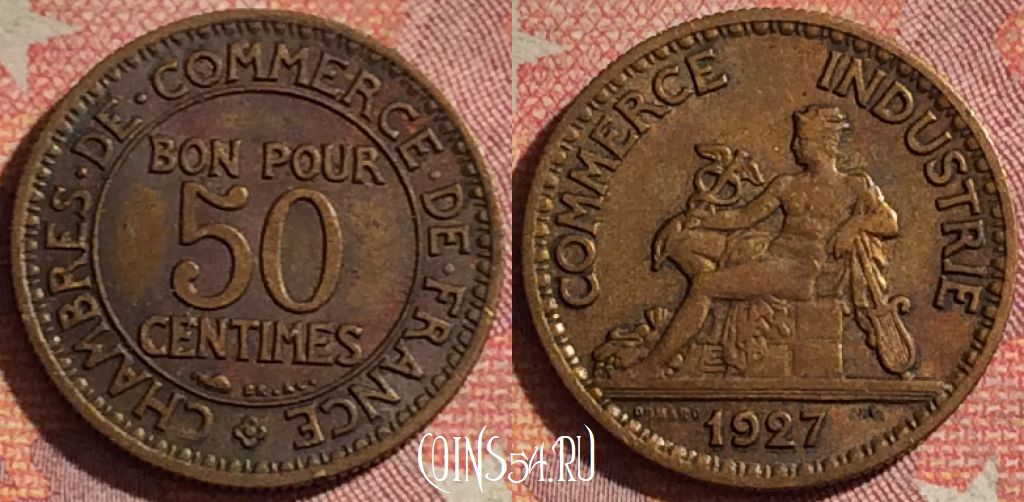 CHAMBRES · DE · COMMERCE · DE · FRANCE
BON POUR
50
CENTIMES
COMMERCE INDUSTRIE
1927
COINS54.RU